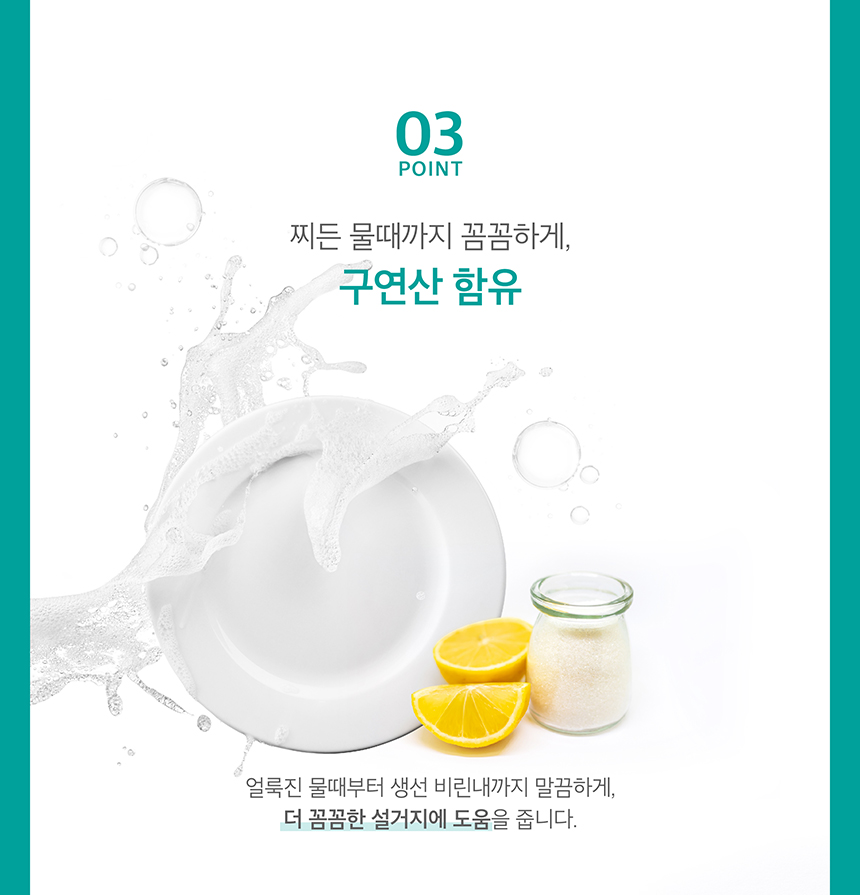 03
POINT
찌든 물때까지 꼼꼼하게,
구연산 함유
얼룩진 물때부터 생선 비린내까지 말끔하게,
더 꼼꼼한 설거지에 도움을 줍니다.